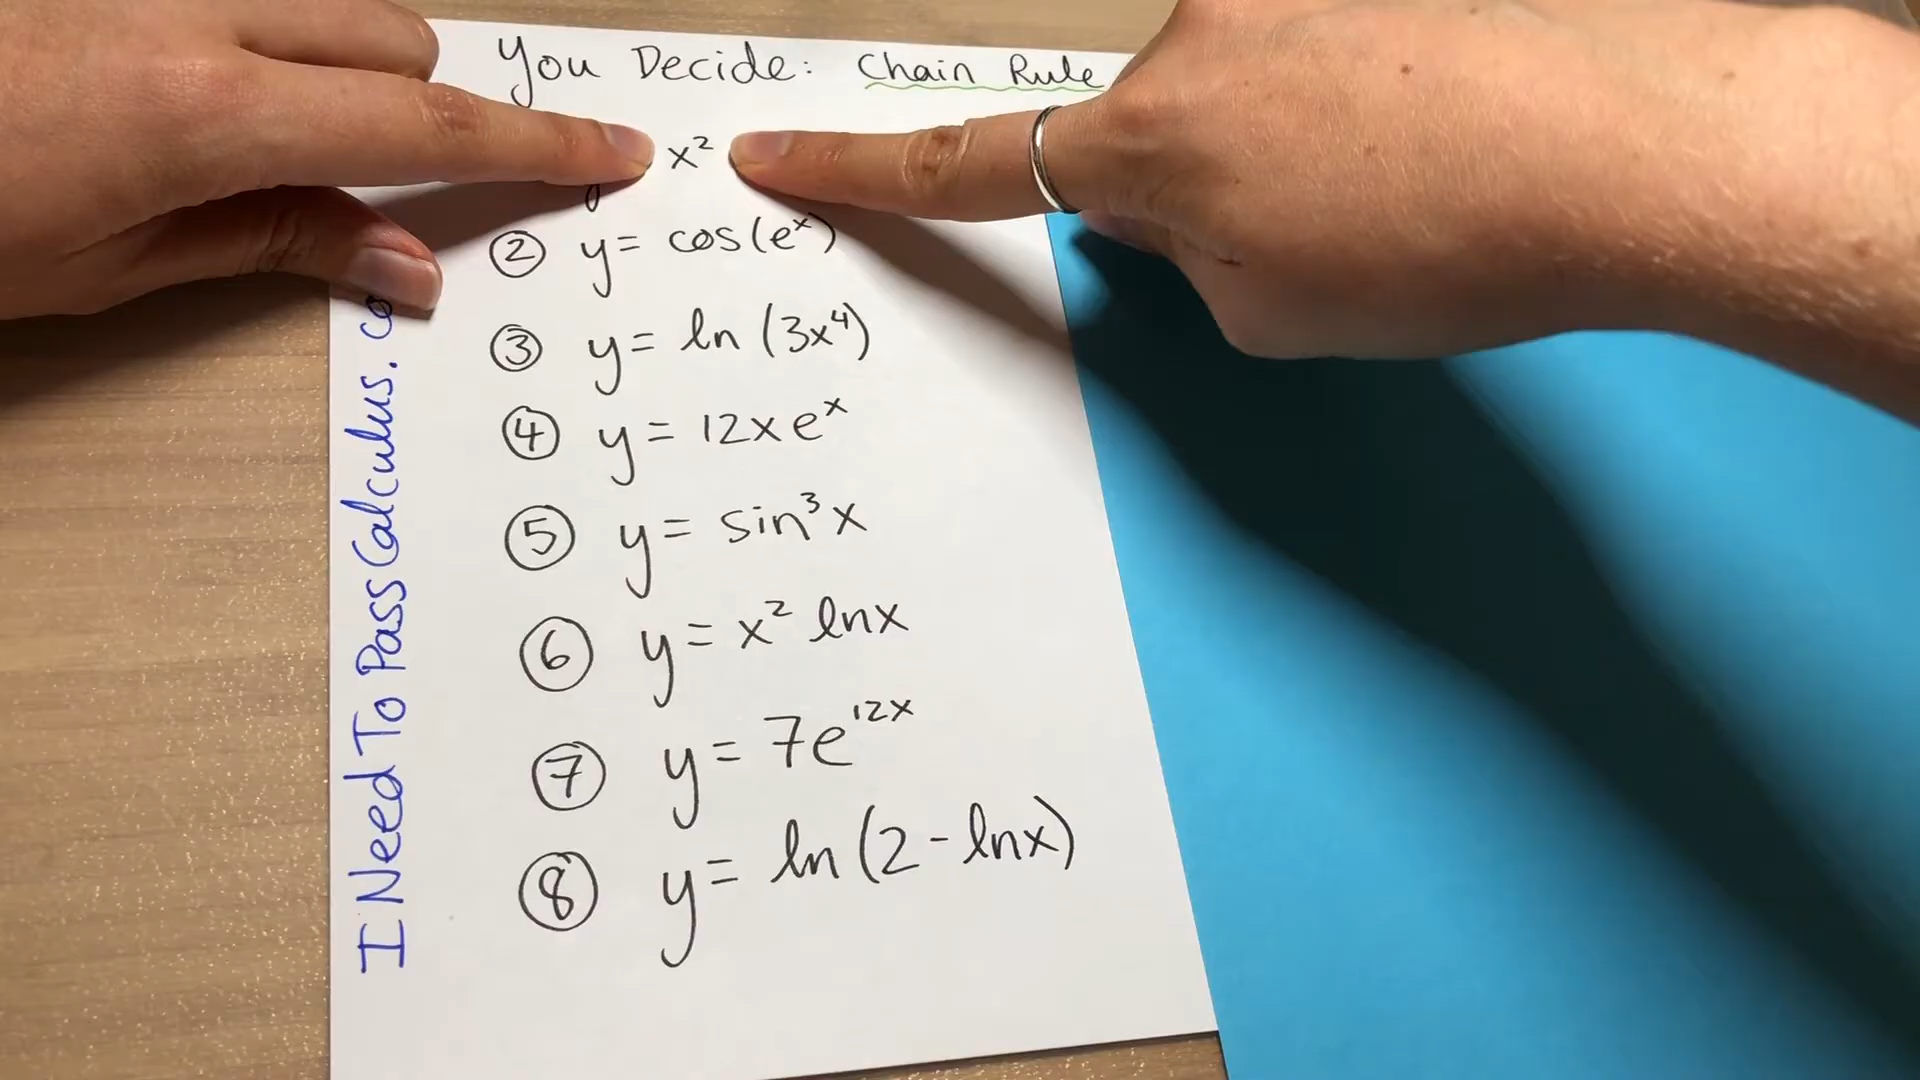 You Decide: Chain Rule
x²
② y = cos(eˣ)
③ y = ln (3x⁴)
④ y = 12xeˣ
⑤ y = sin³x
⑥ y = x² lnx
⑦ y = 7e¹²ˣ
⑧ y = ln (2 - lnx)
I Need To Pass Calculus. co